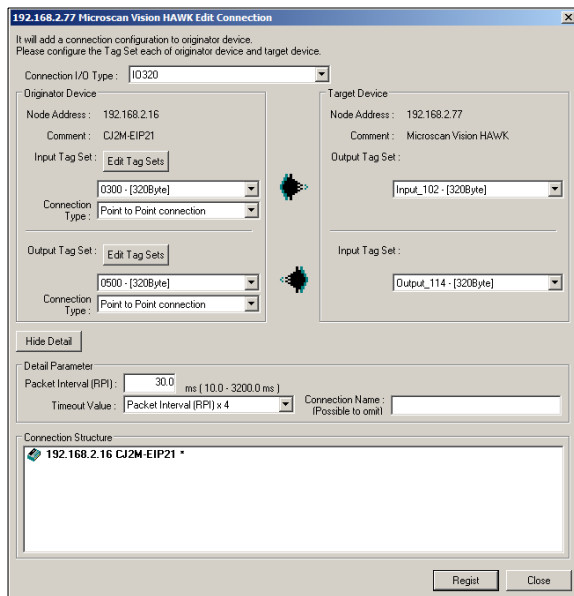 192.168.2.77 Microscan Vision HAWK Edit Connection
It will add a connection configuration to originator device.
Please configure the Tag Set each of originator device and target device.
Connection I/O Type : IO320
Originator Device
Node Address : 192.168.2.16
Comment : CJ2M-EIP21
Input Tag Set : Edit Tag Sets
0300 - [320Byte]
Connection Type : Point to Point connection
Output Tag Set : Edit Tag Sets
0500 - [320Byte]
Connection Type : Point to Point connection
Target Device
Node Address : 192.168.2.77
Comment : Microscan Vision HAWK
Output Tag Set :
Input_102 - [320Byte]
Input Tag Set :
Output_114 - [320Byte]
Hide Detail
Detail Parameter
Packet Interval (RPI) : 30.0 ms ( 10.0 - 3200.0 ms )
Timeout Value : Packet Interval (RPI) x 4
Connection Name :
(Possible to omit)
Connection Structure
192.168.2.16 CJ2M-EIP21 *
Regist Close